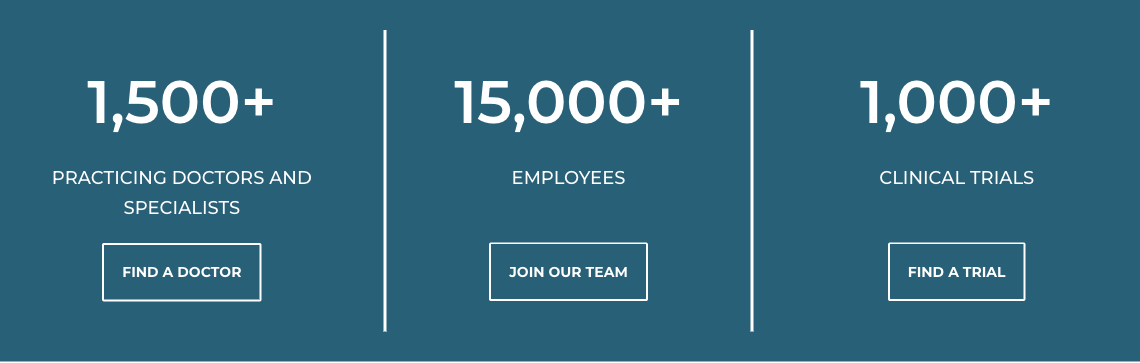 1,500+
PRACTICING DOCTORS AND
SPECIALISTS
FIND A DOCTOR
15,000+
EMPLOYEES
JOIN OUR TEAM
1,000+
CLINICAL TRIALS
FIND A TRIAL